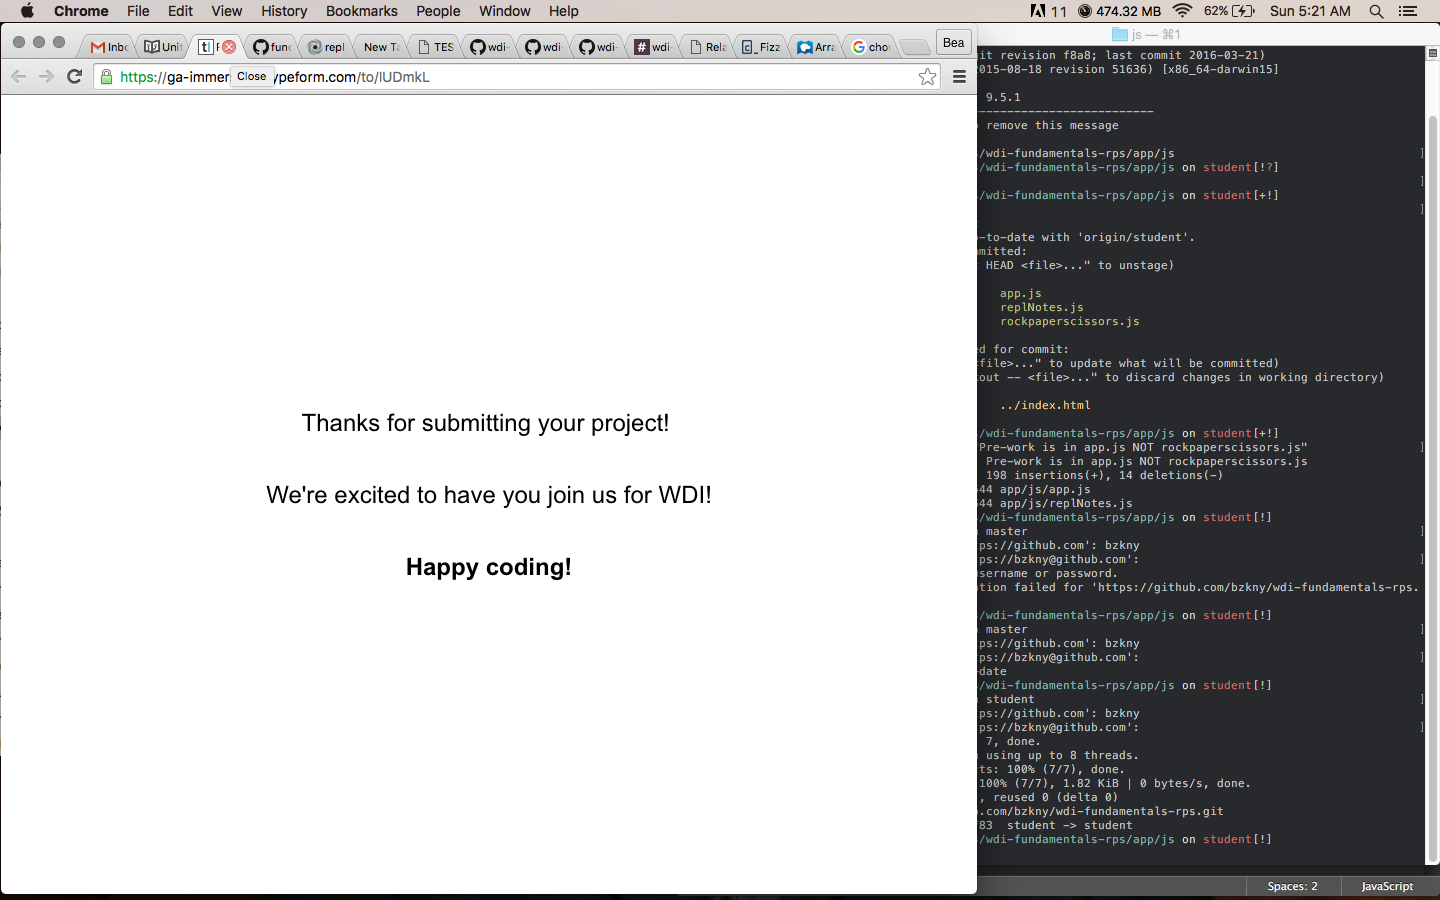 Chrome File Edit View History Bookmarks People Window Help 11 474.32 MB 62% Sun 5:21 AM
Inbo Unit func repl New Ta TES wdi- wdi- wdi- wdi- Rela Fizz Arra cho Bea
https://ga-immers Close ypeform.com/to/lUDmkL
Thanks for submitting your project!
We're excited to have you join us for WDI!
Happy coding!
js — ⌘1
it revision f8a8; last commit 2016-03-21)
015-08-18 revision 51636) [x86_64-darwin15]
9.5.1
--------------------------
remove this message
/wdi-fundamentals-rps/app/js
/wdi-fundamentals-rps/app/js on student[!?]
/wdi-fundamentals-rps/app/js on student[+!]
-to-date with 'origin/student'.
mitted:
HEAD <file>..." to unstage)
app.js
replNotes.js
rockpaperscissors.js
d for commit:
file>..." to update what will be committed)
out -- <file>..." to discard changes in working directory)
../index.html
/wdi-fundamentals-rps/app/js on student[+!]
Pre-work is in app.js NOT rockpaperscissors.js"
Pre-work is in app.js NOT rockpaperscissors.js
198 insertions(+), 14 deletions(-)
544 app/js/app.js
544 app/js/replNotes.js
/wdi-fundamentals-rps/app/js on student[!]
master
ps://github.com': bzkny
ps://bzkny@github.com':
sername or password.
tion failed for 'https://github.com/bzkny/wdi-fundamentals-rps.
/wdi-fundamentals-rps/app/js on student[!]
master
ps://github.com': bzkny
ps://bzkny@github.com':
-date
/wdi-fundamentals-rps/app/js on student[!]
student
ps://github.com': bzkny
ps://bzkny@github.com':
7, done.
using up to 8 threads.
ts: 100% (7/7), done.
100% (7/7), 1.82 KiB | 0 bytes/s, done.
, reused 0 (delta 0)
.com/bzkny/wdi-fundamentals-rps.git
83 student -> student
/wdi-fundamentals-rps/app/js on student[!]
Spaces: 2 JavaScript